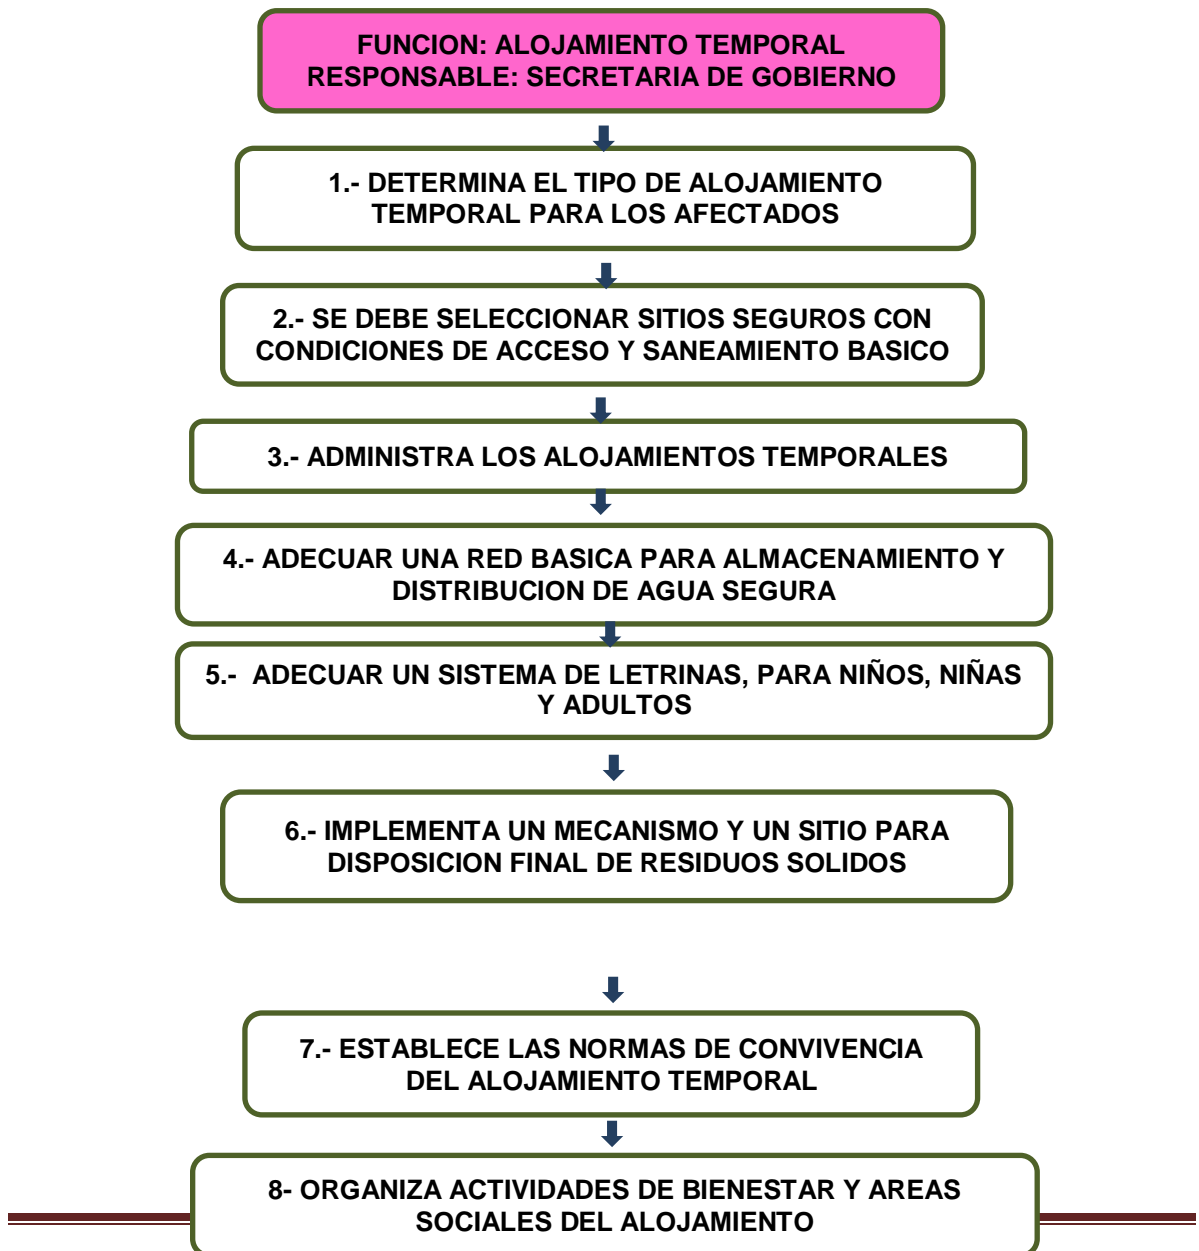 FUNCION: ALOJAMIENTO TEMPORAL
RESPONSABLE: SECRETARIA DE GOBIERNO
1.- DETERMINA EL TIPO DE ALOJAMIENTO
TEMPORAL PARA LOS AFECTADOS
2.- SE DEBE SELECCIONAR SITIOS SEGUROS CON
CONDICIONES DE ACCESO Y SANEAMIENTO BASICO
3.- ADMINISTRA LOS ALOJAMIENTOS TEMPORALES
4.- ADECUAR UNA RED BASICA PARA ALMACENAMIENTO Y
DISTRIBUCION DE AGUA SEGURA
5.- ADECUAR UN SISTEMA DE LETRINAS, PARA NIÑOS, NIÑAS
Y ADULTOS
6.- IMPLEMENTA UN MECANISMO Y UN SITIO PARA
DISPOSICION FINAL DE RESIDUOS SOLIDOS
7.- ESTABLECE LAS NORMAS DE CONVIVENCIA
DEL ALOJAMIENTO TEMPORAL
8- ORGANIZA ACTIVIDADES DE BIENESTAR Y AREAS
SOCIALES DEL ALOJAMIENTO